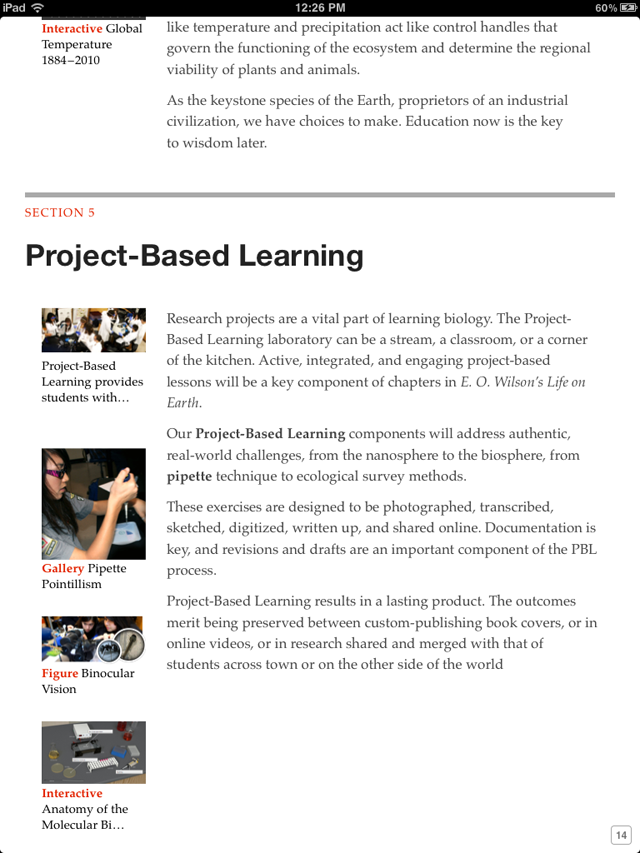 iPad 12:26 PM 60%
Interactive Global
Temperature
1884–2010
like temperature and precipitation act like control handles that
govern the functioning of the ecosystem and determine the regional
viability of plants and animals.
As the keystone species of the Earth, proprietors of an industrial
civilization, we have choices to make. Education now is the key
to wisdom later.
SECTION 5
Project-Based Learning
Project-Based
Learning provides
students with…
Gallery Pipette
Pointillism
Figure Binocular
Vision
Interactive
Anatomy of the
Molecular Bi…
Research projects are a vital part of learning biology. The Project-
Based Learning laboratory can be a stream, a classroom, or a corner
of the kitchen. Active, integrated, and engaging project-based
lessons will be a key component of chapters in E. O. Wilson’s Life on
Earth.
Our Project-Based Learning components will address authentic,
real-world challenges, from the nanosphere to the biosphere, from
pipette technique to ecological survey methods.
These exercises are designed to be photographed, transcribed,
sketched, digitized, written up, and shared online. Documentation is
key, and revisions and drafts are an important component of the PBL
process.
Project-Based Learning results in a lasting product. The outcomes
merit being preserved between custom-publishing book covers, or in
online videos, or in research shared and merged with that of
students across town or on the other side of the world
14